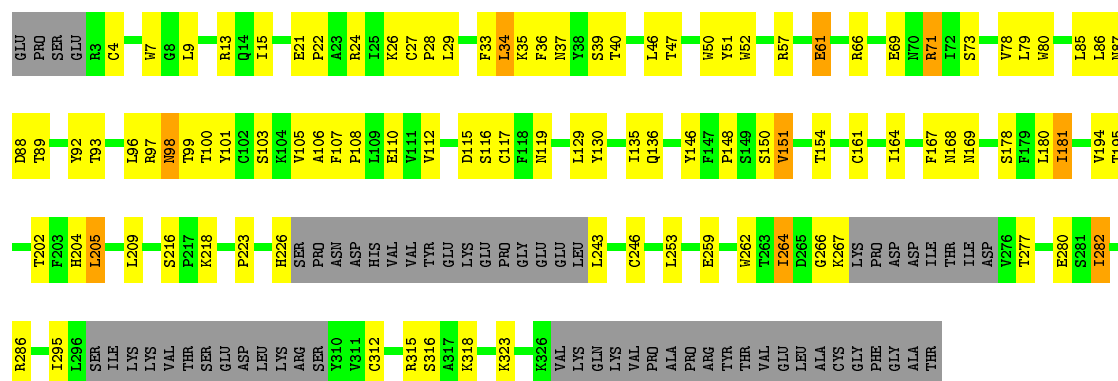 GLU PRO SER GLU R3 C4 W7 G8 L9 R13 Q14 I15 E21 P22 A23 R24 I25 K26 C27 P28 L29 F33 L34 K35 F36 N37 Y38 S39 T40 L46 T47 W50 Y51 W52 R57 E61 R66 E69 N70 R71 I72 S73 V78 L79 W80 L85 L86 N87
D88 T89 Y92 T93 L96 R97 N98 T99 T100 Y101 C102 S103 K104 V105 A106 F107 P108 L109 E110 V111 V112 D115 S116 C117 F118 N119 L129 Y130 I135 Q136 Y146 F147 P148 S149 S150 V151 T154 C161 I164 F167 N168 N169 S178 F179 L180 I181 V194
T202 F203 H204 L205 L209 S216 P217 K218 P223 H226 SER PRO ASN ASP HIS VAL VAL TYR GLU LYS GLU PRO GLY GLU GLU LEU L243 C246 L253 E259 W262 T263 I264 D265 G266 K267 LYS PRO ASP ASP ILE THR ILE ASP V276 T277 E280 S281 I282
R286 I295 L296 SER ILE LYS LYS VAL THR SER GLU ASP LEU LYS ARG SER Y310 V311 C312 R315 S316 A317 K318 K323 K326 VAL LYS GLN LYS VAL PRO ALA PRO ARG TYR THR VAL GLU LEU ALA CYS GLY PHE GLY ALA THR